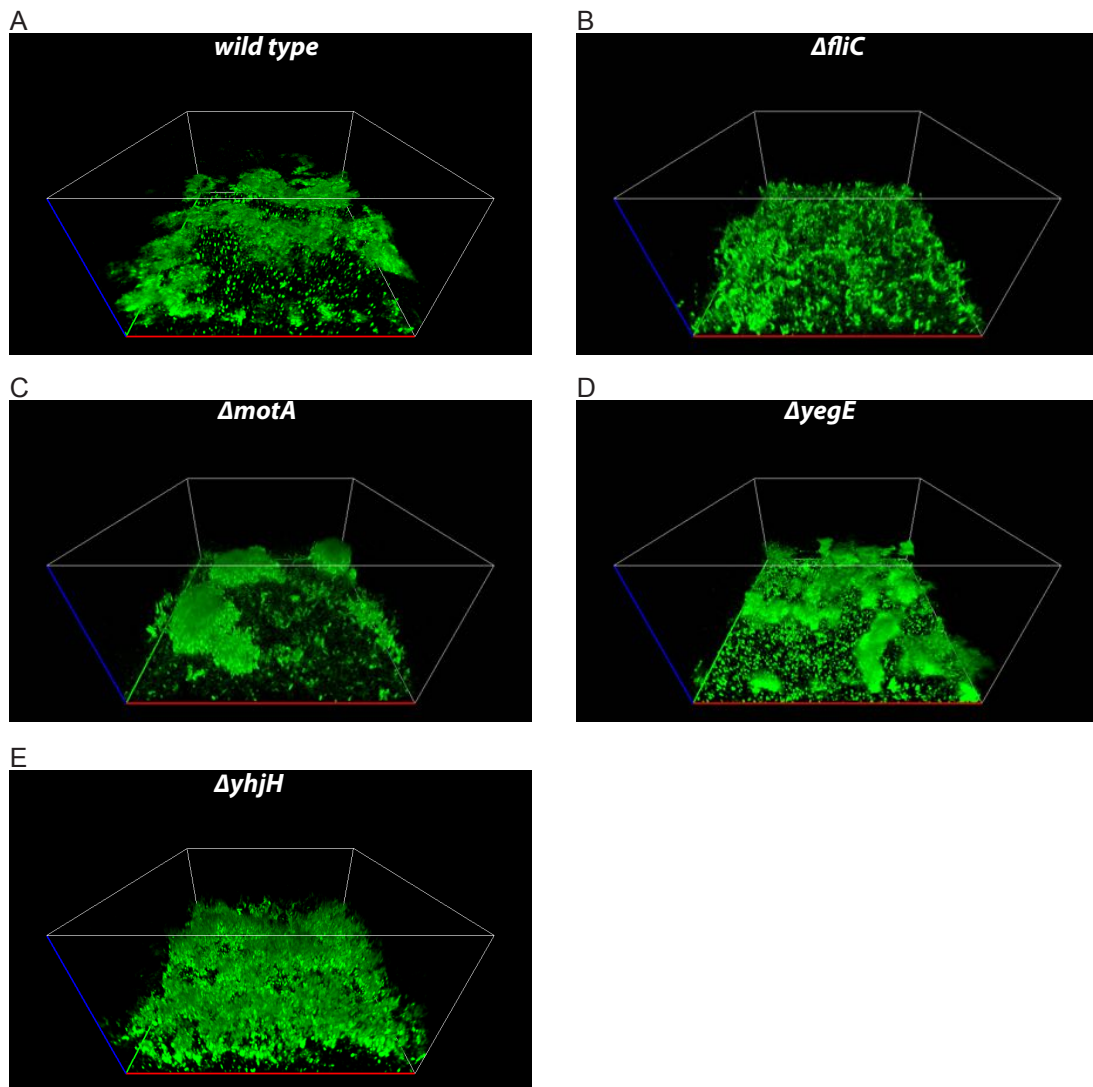 A
wild type
B
ΔfliC
C
ΔmotA
D
ΔyegE
E
ΔyhjH